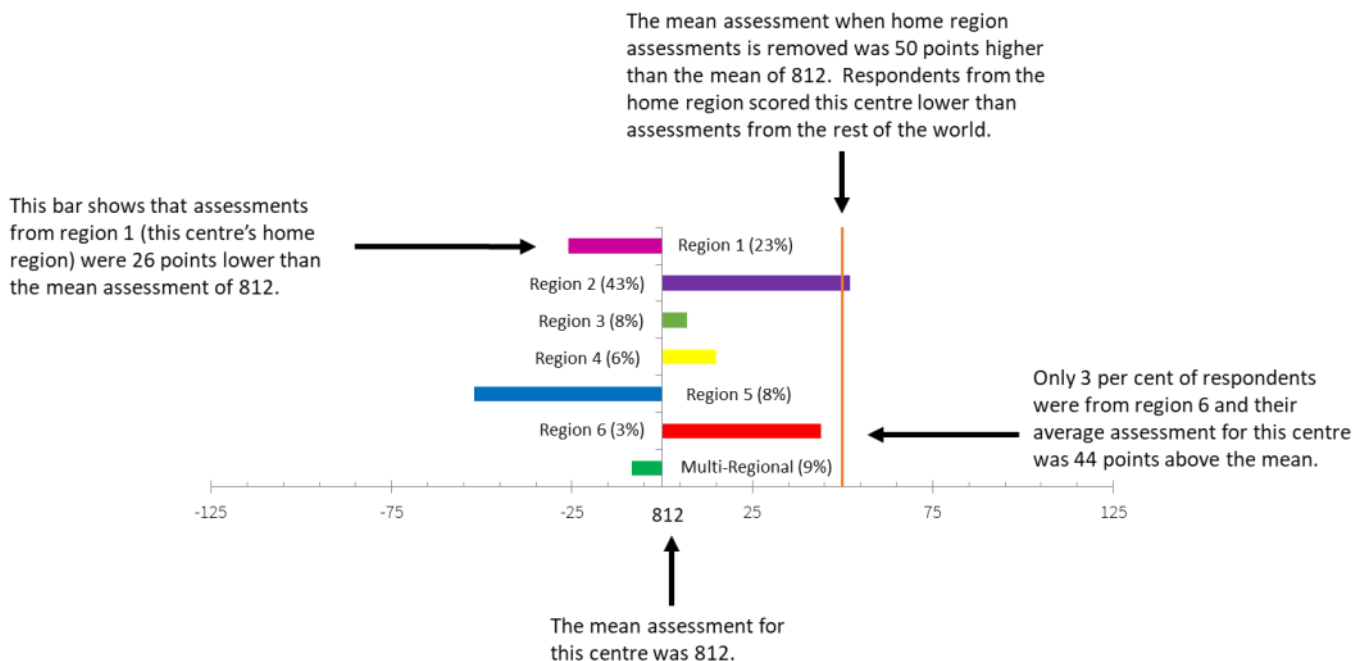 The mean assessment when home region
assessments is removed was 50 points higher
than the mean of 812. Respondents from the
home region scored this centre lower than
assessments from the rest of the world.
This bar shows that assessments
from region 1 (this centre's home
region) were 26 points lower than
the mean assessment of 812.
Region 1 (23%)
Region 2 (43%)
Region 3 (8%)
Region 4 (6%)
Region 5 (8%)
Region 6 (3%)
Multi-Regional (9%)
Only 3 per cent of respondents
were from region 6 and their
average assessment for this centre
was 44 points above the mean.
-125 -75 -25 812 25 75 125
The mean assessment for
this centre was 812.